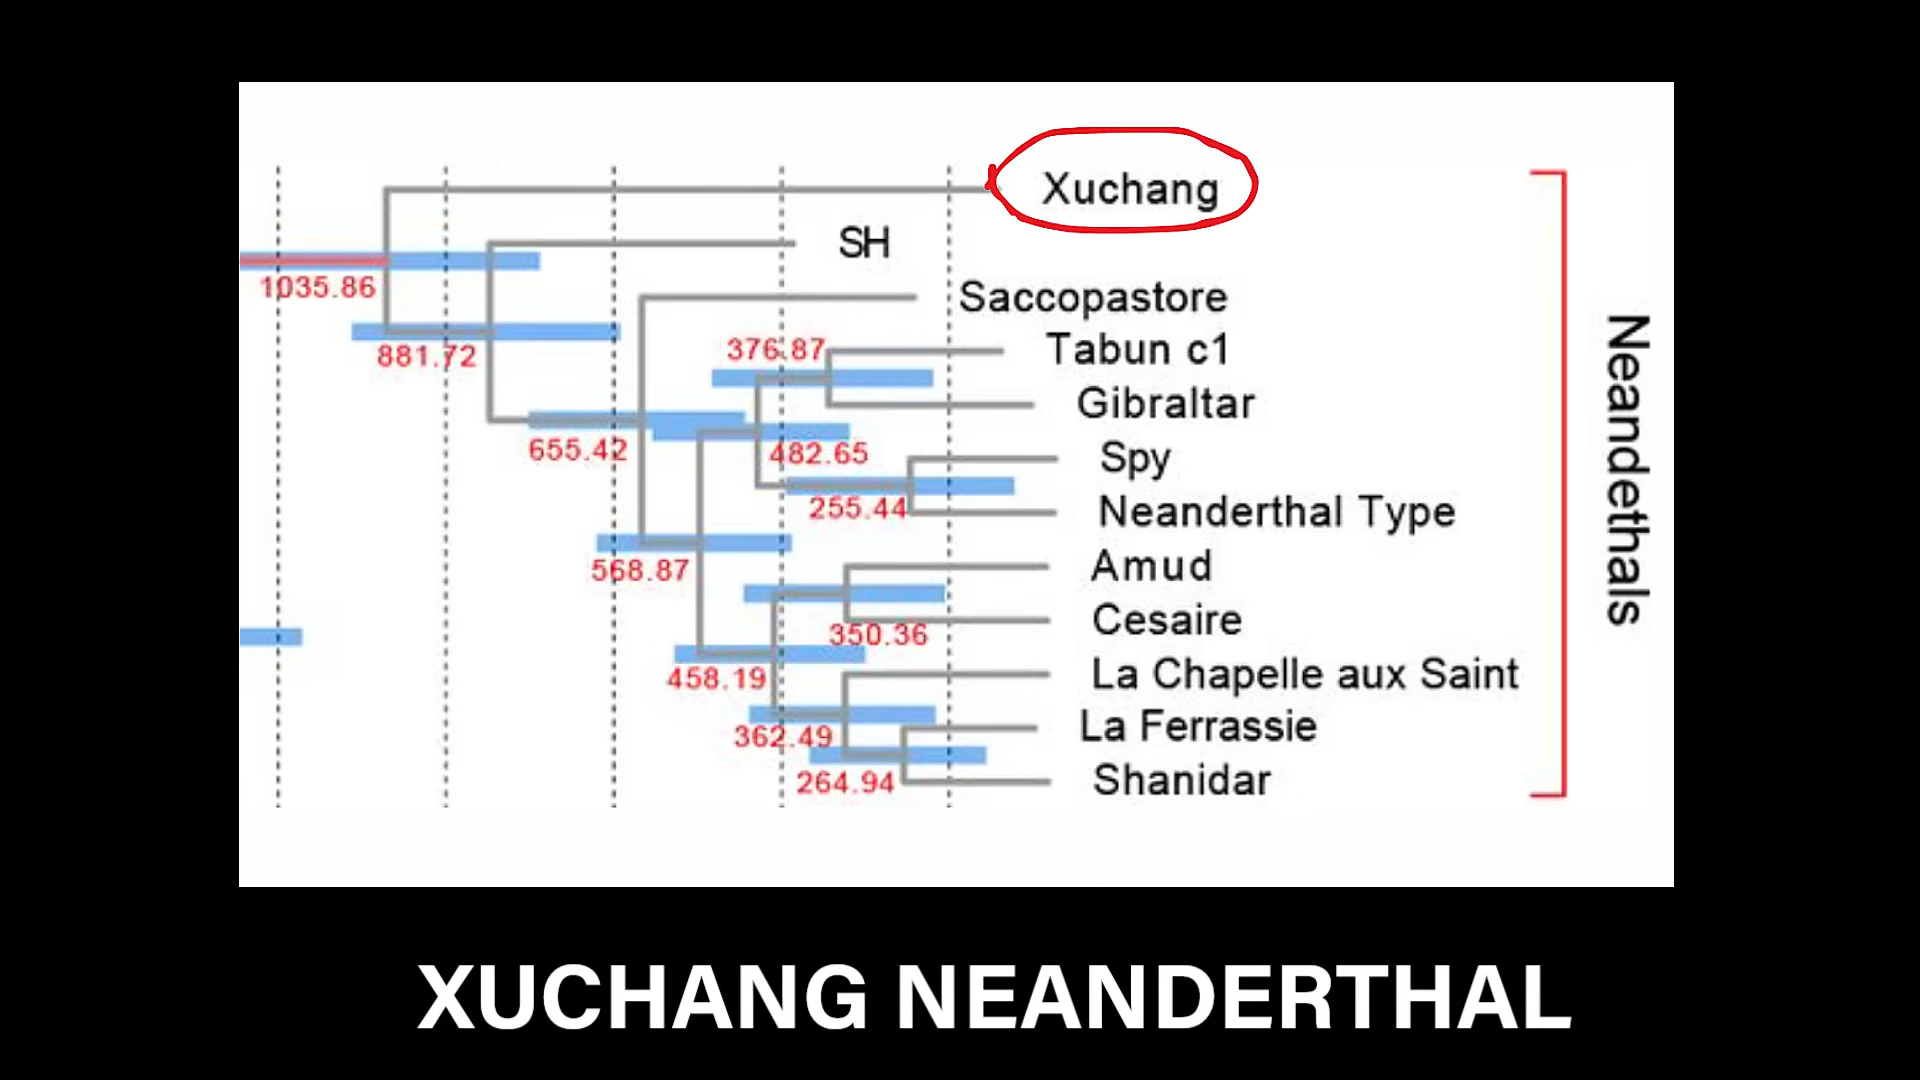 Xuchang
SH
1035.86
Saccopastore
881.72
376.87
Tabun c1
Gibraltar
655.42
482.65
Spy
255.44
Neanderthal Type
568.87
Amud
350.36
Cesaire
458.19
La Chapelle aux Saint
362.49
La Ferrassie
264.94
Shanidar
Neandethals
XUCHANG NEANDERTHAL